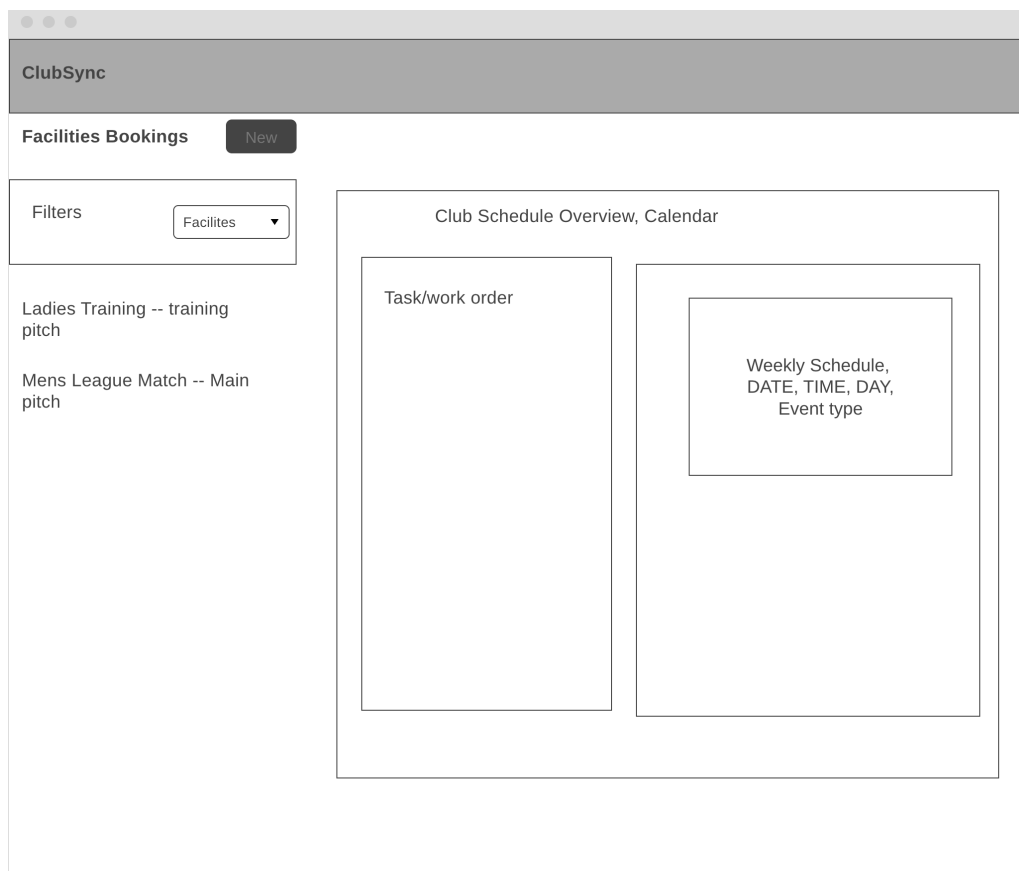 ClubSync
Facilities Bookings
New
Filters
Facilites
Ladies Training -- training
pitch
Mens League Match -- Main
pitch
Club Schedule Overview, Calendar
Task/work order
Weekly Schedule,
DATE, TIME, DAY,
Event type